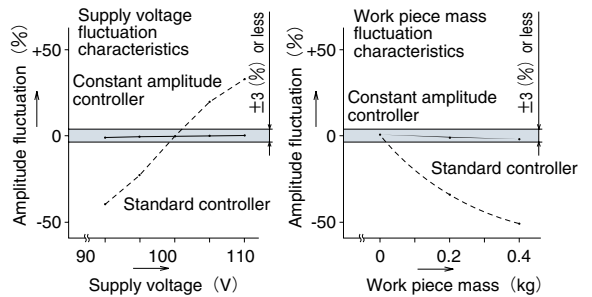 Supply voltage
fluctuation
characteristics
Amplitude fluctuation (%)
+50
0
-50
Constant amplitude
controller
Standard controller
±3 (%) or less
90
100
110
Supply voltage (V)
Work piece mass
fluctuation
characteristics
Amplitude fluctuation (%)
+50
0
-50
Constant amplitude
controller
Standard controller
±3 (%) or less
0
0.2
0.4
Work piece mass (kg)